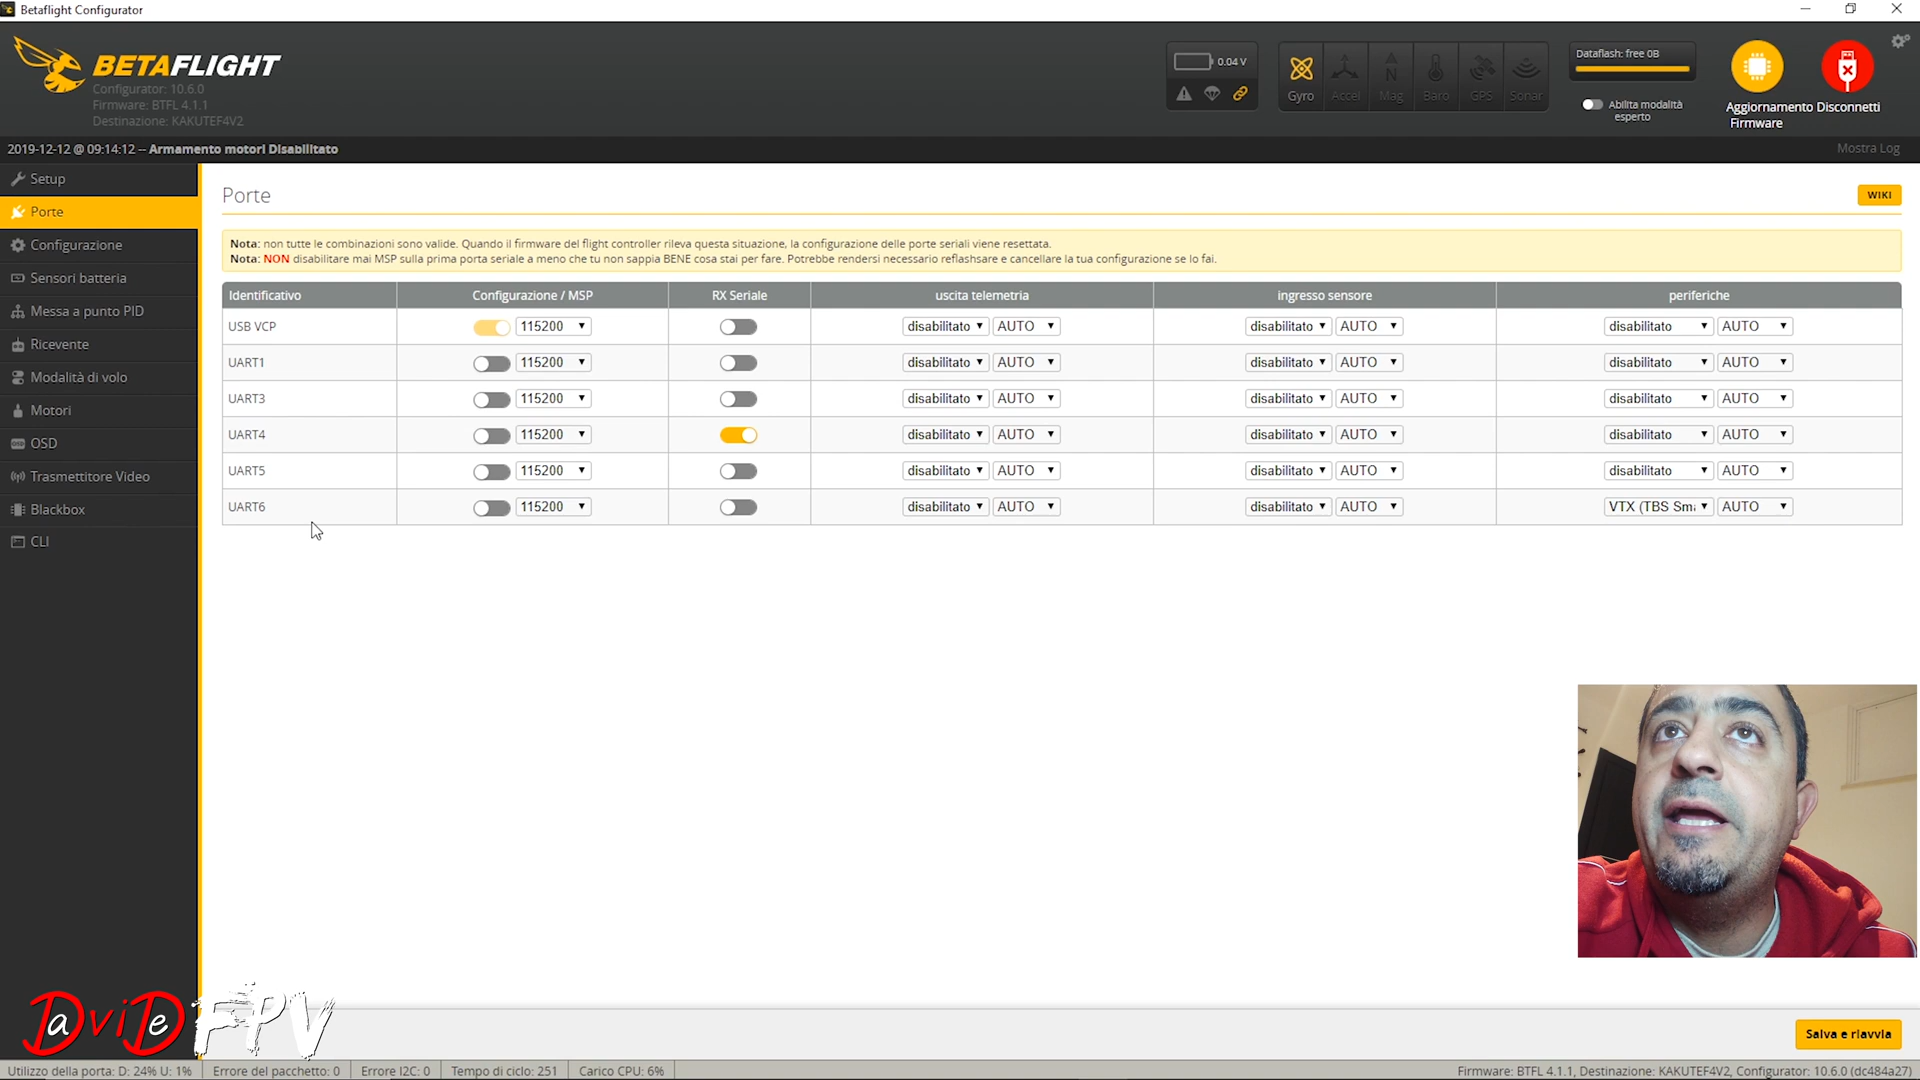 Betaflight Configurator
BETAFLIGHT
Configurator: 10.6.0
Firmware: BTFL 4.1.1
Destinazione: KAKUTEF4V2
0.04 V
Gyro Accel Mag Baro GPS Sonar
Dataflash: free 0B
Abilita modalità
esperto
Aggiornamento
Firmware
Disconnetti
2019-12-12 @ 09:14:12 -- Armamento motori Disabilitato
Mostra Log
Setup
Porte
Configurazione
Sensori batteria
Messa a punto PID
Ricevente
Modalità di volo
Motori
OSD
Trasmettitore Video
Blackbox
CLI
Porte
WIKI
Nota: non tutte le combinazioni sono valide. Quando il firmware del flight controller rileva questa situazione, la configurazione delle porte seriali viene resettata.
Nota: NON disabilitare mai MSP sulla prima porta seriale a meno che tu non sappia BENE cosa stai per fare. Potrebbe rendersi necessario reflashsare e cancellare la tua configurazione se lo fai.
Identificativo Configurazione / MSP RX Seriale uscita telemetria ingresso sensore periferiche
USB VCP 115200 disabilitato AUTO disabilitato AUTO disabilitato AUTO
UART1 115200 disabilitato AUTO disabilitato AUTO disabilitato AUTO
UART3 115200 disabilitato AUTO disabilitato AUTO disabilitato AUTO
UART4 115200 disabilitato AUTO disabilitato AUTO disabilitato AUTO
UART5 115200 disabilitato AUTO disabilitato AUTO disabilitato AUTO
UART6 115200 disabilitato AUTO disabilitato AUTO VTX (TBS Sma AUTO
DaviDe FPV
Salva e riavvia
Utilizzo della porta: D: 24% U: 1% Errore del pacchetto: 0 Errore I2C: 0 Tempo di ciclo: 251 Carico CPU: 6% Firmware: BTFL 4.1.1, Destinazione: KAKUTEF4V2, Configurator: 10.6.0 (dc484a27)